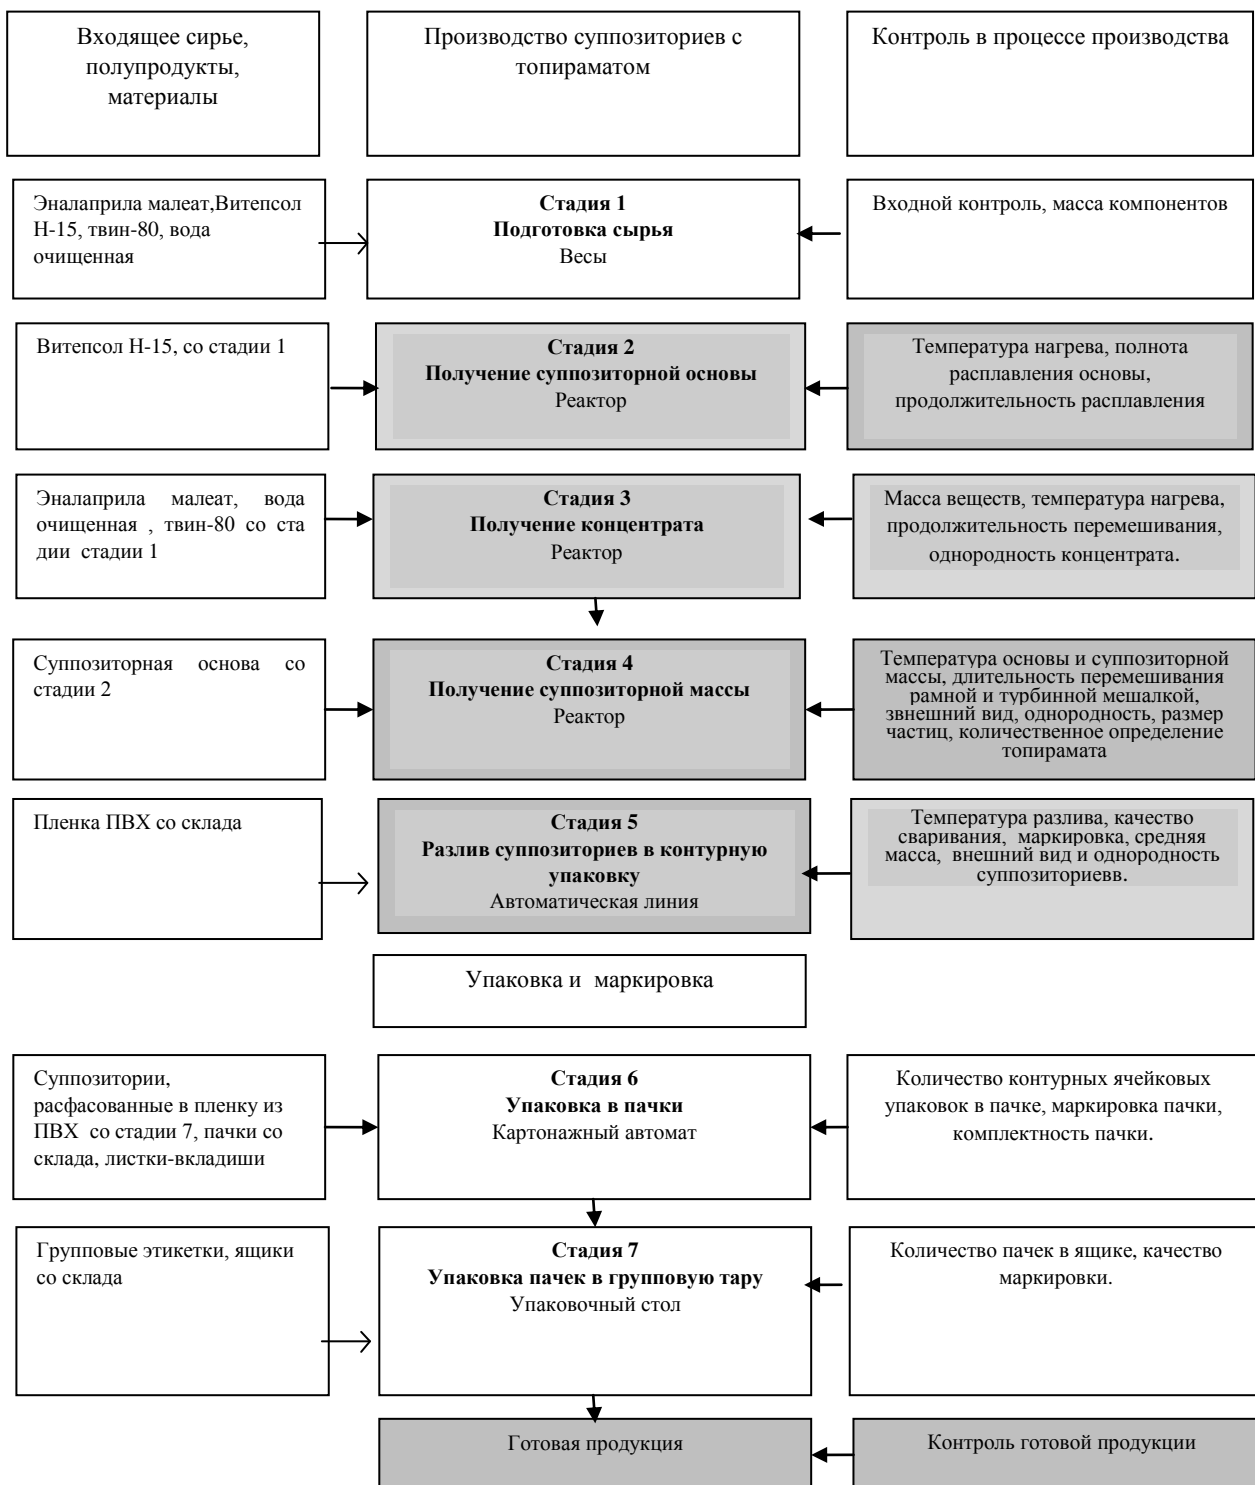 Входящее сырье,
полупродукты,
материалы
Производство суппозиториев с
топираматом
Контроль в процессе производства
Эналаприла малеат,Витепсол
Н-15, твин-80, вода
очищенная
Стадия 1
Подготовка сырья
Весы
Входной контроль, масса компонентов
Витепсол Н-15, со стадии 1
Стадия 2
Получение суппозиторной основы
Реактор
Температура нагрева, полнота
расплавления основы,
продолжительность расплавления
Эналаприла малеат, вода
очищенная , твин-80 со ста
дии стадии 1
Стадия 3
Получение концентрата
Реактор
Масса веществ, температура нагрева,
продолжительность перемешивания,
однородность концентрата.
Суппозиторная основа со
стадии 2
Стадия 4
Получение суппозиторной массы
Реактор
Температура основы и суппозиторной
массы, длительность перемешивания
рамной и турбинной мешалкой,
звнешний вид, однородность, размер
частиц, количественное определение
топирамата
Пленка ПВХ со склада
Стадия 5
Разлив суппозиториев в контурную
упаковку
Автоматическая линия
Температура разлива, качество
сваривания, маркировка, средняя
масса, внешний вид и однородность
суппозиториевв.
Упаковка и маркировка
Суппозитории,
расфасованные в пленку из
ПВХ со стадии 7, пачки со
склада, листки-вкладиши
Стадия 6
Упаковка в пачки
Картонажный автомат
Количество контурных ячейковых
упаковок в пачке, маркировка пачки,
комплектность пачки.
Групповые этикетки, ящики
со склада
Стадия 7
Упаковка пачек в групповую тару
Упаковочный стол
Количество пачек в ящике, качество
маркировки.
Готовая продукция
Контроль готовой продукции